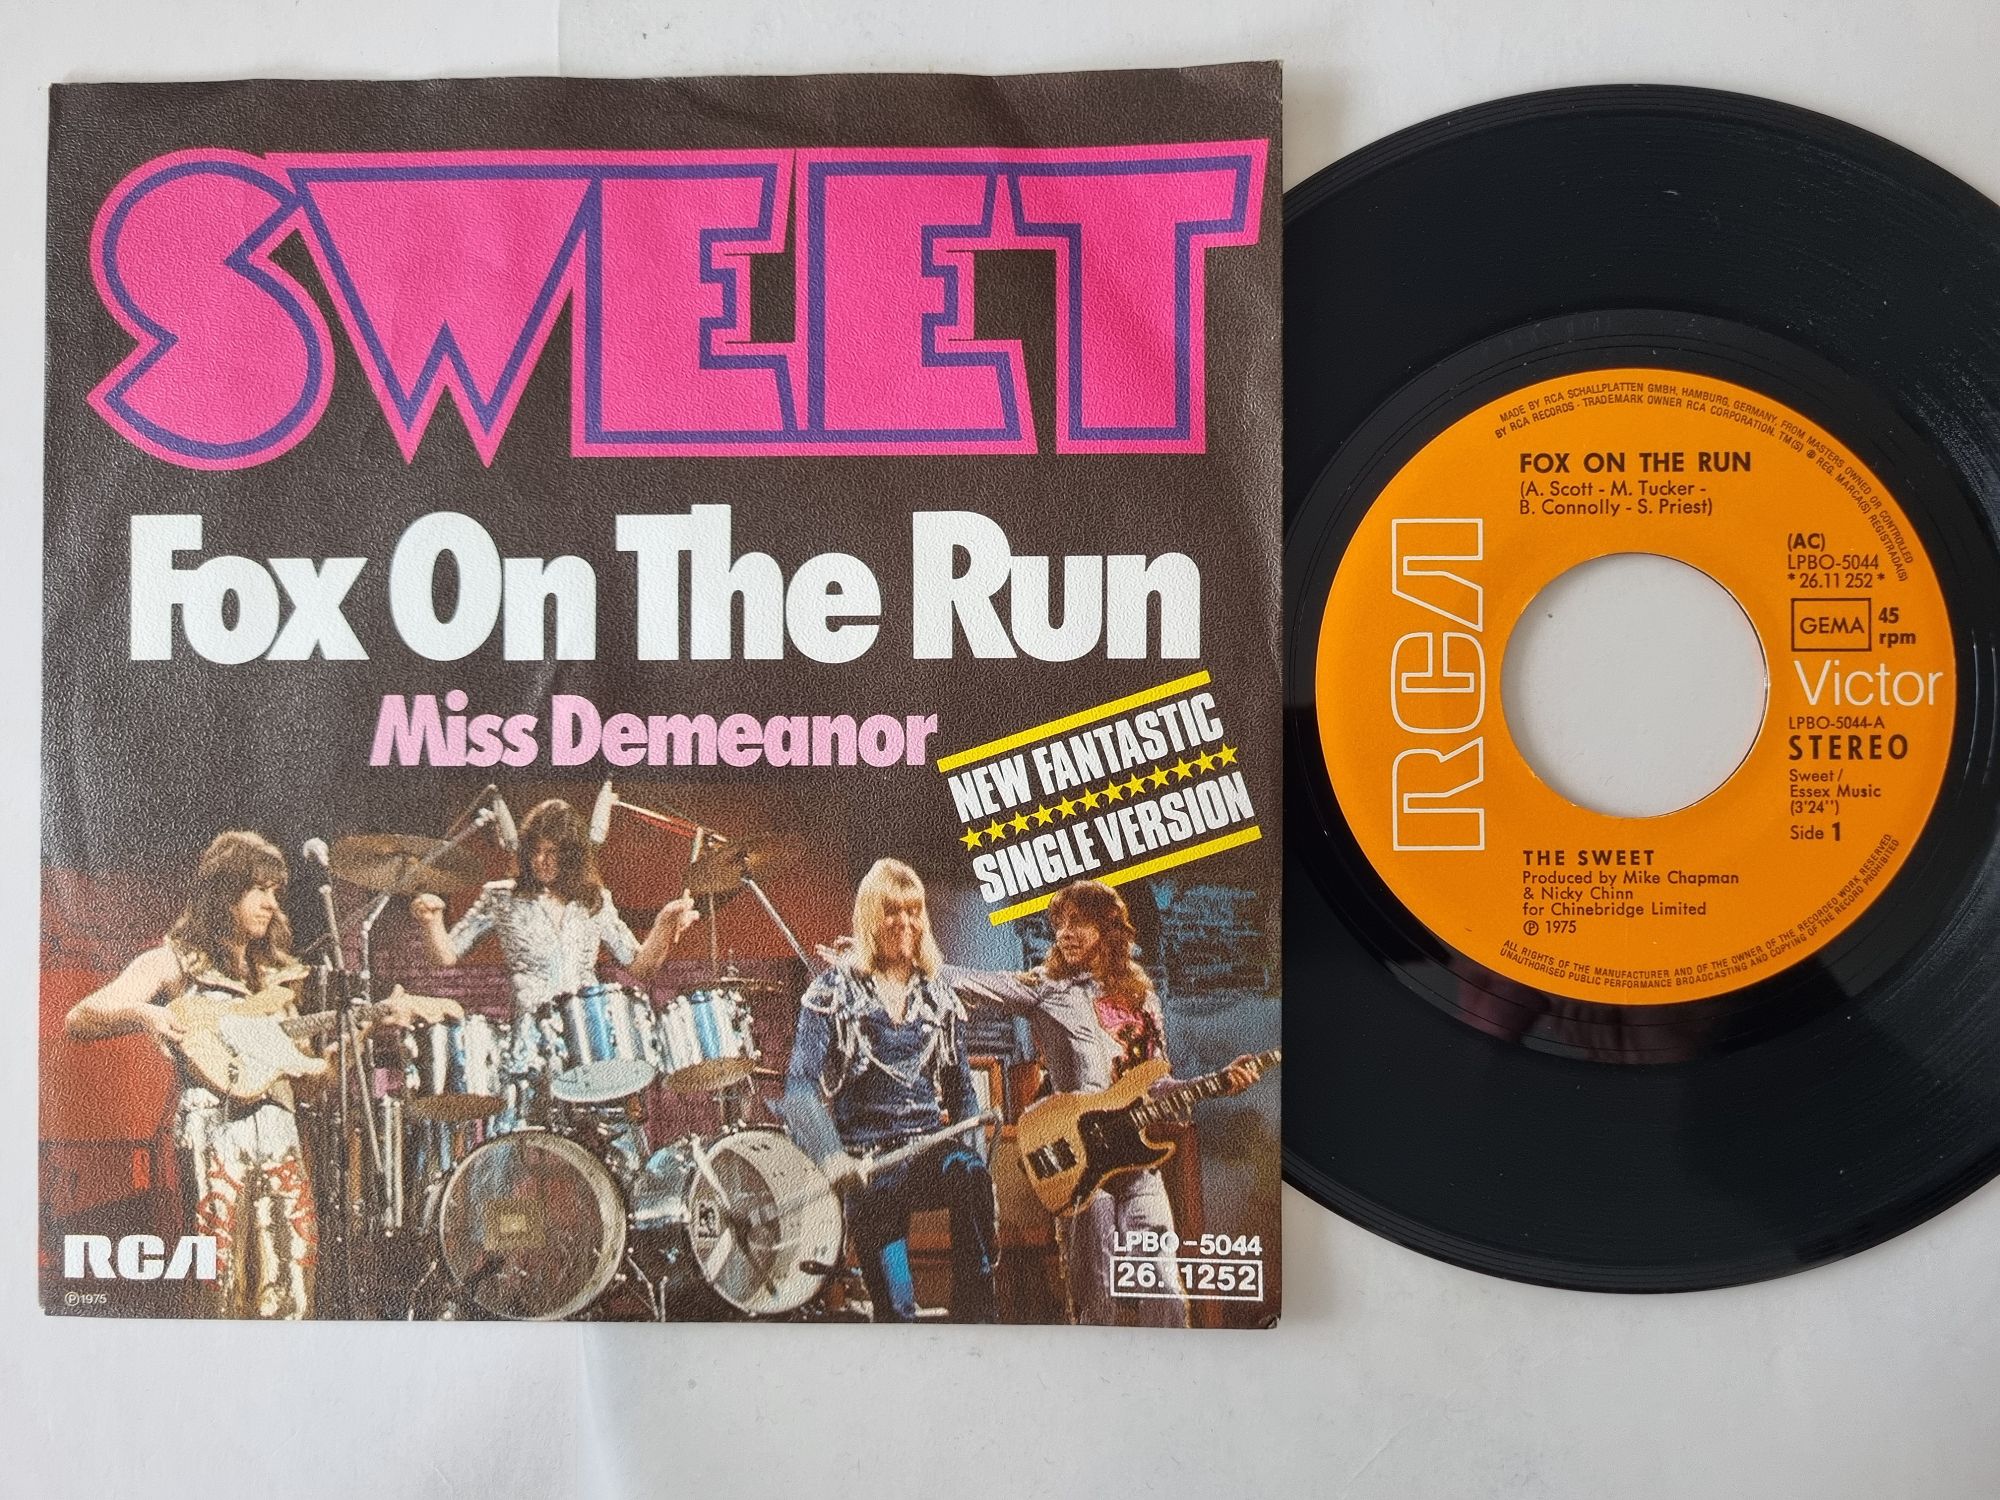 SWEET
Fox On The Run
Miss Demeanor
NEW FANTASTIC
SINGLE VERSION
RCA
℗ 1975
LPBO-5044
26.11252
MADE BY RCA SCHALLPLATTEN GMBH, HAMBURG, GERMANY, FROM MASTERS OWNED OR CONTROLLED
BY RCA RECORDS - TRADEMARK OWNER RCA CORPORATION. TM(S) ® REG. MARCA(S) REGISTRADA(S)
FOX ON THE RUN
(A. Scott - M. Tucker -
B. Connolly - S. Priest)
(AC)
LPBO-5044
* 26.11 252 *
GEMA
45
rpm
RCA
Victor
LPBO-5044-A
STEREO
Sweet/
Essex Music
(3'24'')
Side 1
THE SWEET
Produced by Mike Chapman
& Nicky Chinn
for Chinebridge Limited
℗ 1975
ALL RIGHTS OF THE MANUFACTURER AND OF THE OWNER OF THE RECORDED WORK RESERVED
UNAUTHORISED PUBLIC PERFORMANCE BROADCASTING AND COPYING OF THE RECORD PROHIBITED